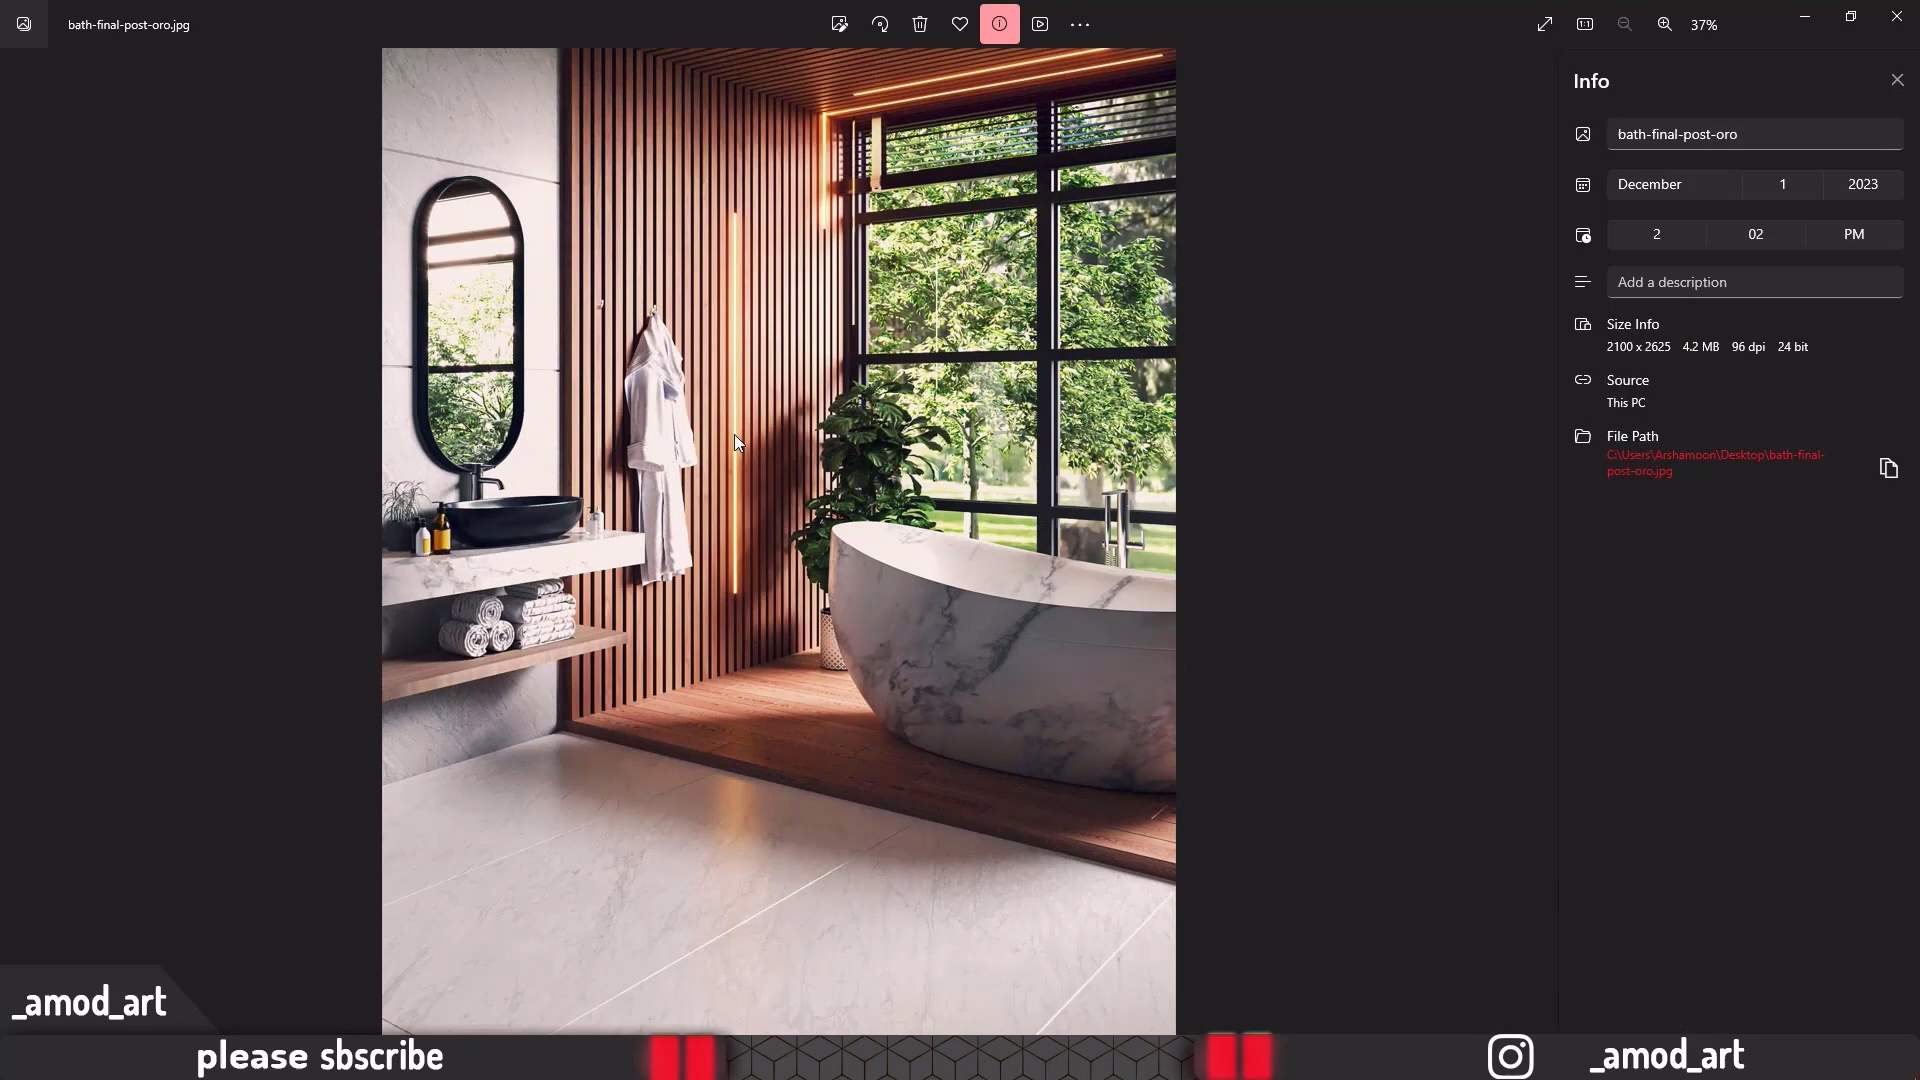 bath-final-post-oro.jpg
37%
Info
bath-final-post-oro
December 1 2023
2 02 PM
Add a description
Size Info
2100 x 2625 4.2 MB 96 dpi 24 bit
Source
This PC
File Path
C:\Users\Arshamoon\Desktop\bath-final-
post-oro.jpg
_amod_art
please sbscribe
_amod_art